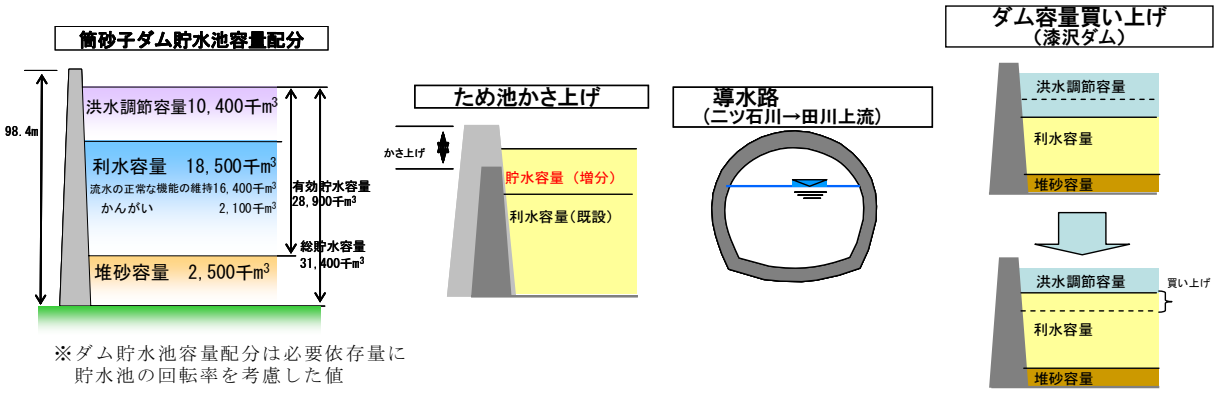 筒砂子ダム貯水池容量配分
98.4m
洪水調節容量10,400千m³
利水容量 18,500千m³
流水の正常な機能の維持16,400千m³
かんがい 2,100千m³
堆砂容量 2,500千m³
有効貯水容量
28,900千m³
総貯水容量
31,400千m³
※ダム貯水池容量配分は必要依存量に
貯水池の回転率を考慮した値
ため池かさ上げ
かさ上げ
貯水容量（増分）
利水容量(既設)
導水路
（二ツ石川→田川上流）
ダム容量買い上げ
（漆沢ダム）
洪水調節容量
利水容量
堆砂容量
洪水調節容量
買い上げ
利水容量
堆砂容量